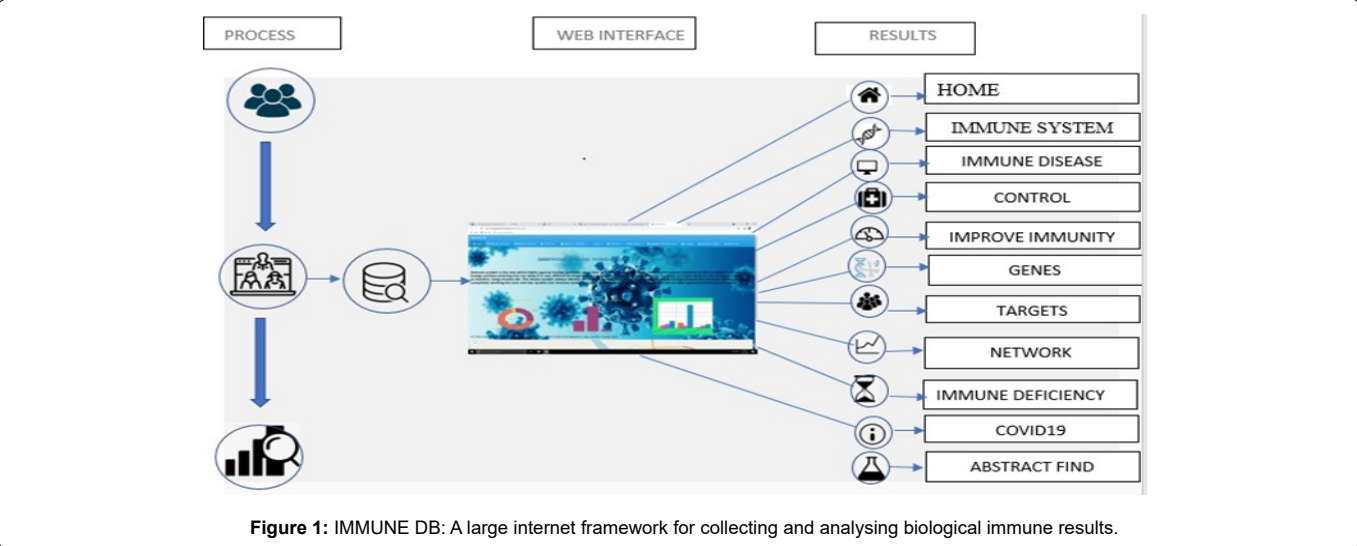 PROCESS
WEB INTERFACE
RESULTS
HOME
IMMUNE SYSTEM
IMMUNE DISEASE
CONTROL
IMPROVE IMMUNITY
GENES
TARGETS
NETWORK
IMMUNE DEFICIENCY
COVID19
ABSTRACT FIND
Figure 1: IMMUNE DB: A large internet framework for collecting and analysing biological immune results.